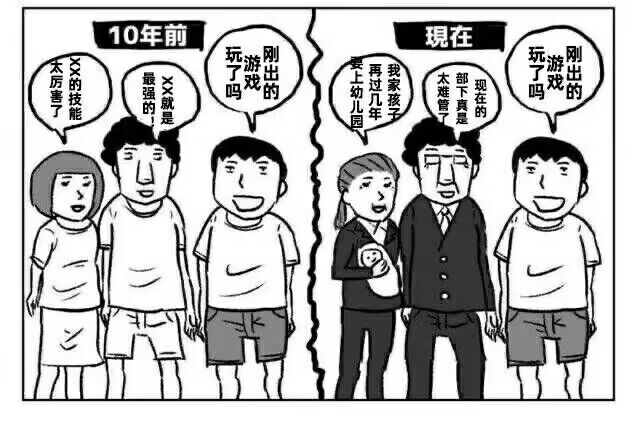 10年前
XX的技能
太厉害了
XX就是
最强的!
刚出的
游戏
玩了吗
現在
我家孩子
再过几年
要上幼儿园
现在的
部下真是
太难管了
刚出的
游戏
玩了吗